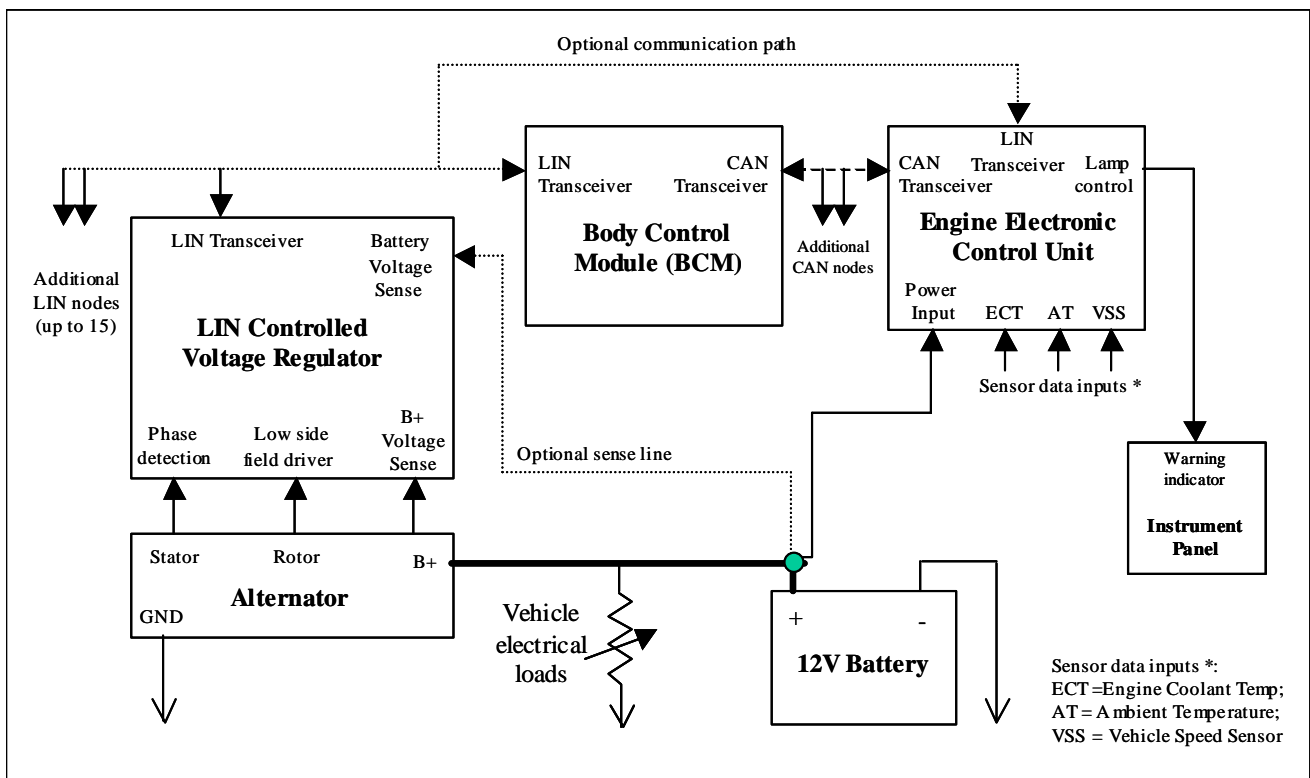 Optional communication path
LIN
Transceiver
CAN
Transceiver
Body Control
Module (BCM)
Additional
CAN nodes
CAN
Transceiver
LIN
Transceiver
Lamp
control
Engine Electronic
Control Unit
Power
Input
ECT
AT
VSS
Sensor data inputs *
Additional
LIN nodes
(up to 15)
LIN Transceiver
Battery
Voltage
Sense
LIN Controlled
Voltage Regulator
Phase
detection
Low side
field driver
B+
Voltage
Sense
Optional sense line
Warning
indicator
Instrument
Panel
Stator
Rotor
B+
Alternator
GND
Vehicle
electrical
loads
+
-
12V Battery
Sensor data inputs *:
ECT =Engine Coolant Temp;
AT = Ambient Temperature;
VSS = Vehicle Speed Sensor